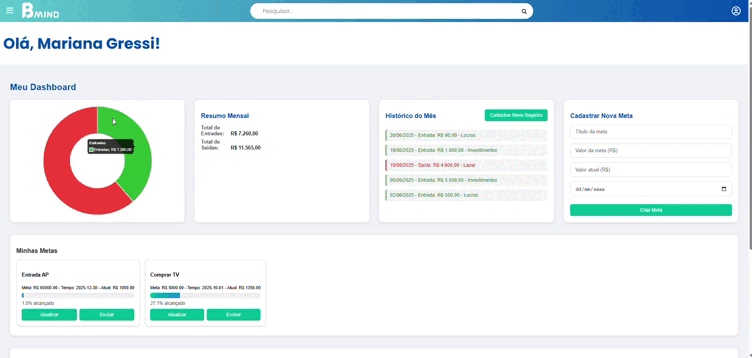 BMIND
Pesquisar...
Olá, Mariana Gressi!
Meu Dashboard
Entradas
Entradas: R$ 7.260,00
Resumo Mensal
Total de
Entradas: R$ 7.260,00
Total de
Saídas: R$ 11.565,00
Histórico do Mês
Cadastrar Novo Registro
20/06/2025 - Entrada: R$ 60,00 - Lucros
19/06/2025 - Entrada: R$ 1.000,00 - Investimentos
10/06/2025 - Saída: R$ 4.000,00 - Lazer
05/06/2025 - Entrada: R$ 5.000,00 - Investimentos
02/06/2025 - Entrada: R$ 500,00 - Lucros
Cadastrar Nova Meta
Título da meta
Valor da meta (R$)
Valor atual (R$)
dd/mm/aaaa
Criar Meta
Minhas Metas
Entrada AP
Meta: R$ 65000.00 - Tempo: 2025-12-30 - Atual: R$ 1000.00
1.5% alcançado
Atualizar
Excluir
Comprar TV
Meta: R$ 5000.00 - Tempo: 2025-10-01 - Atual: R$ 1356.00
27.1% alcançado
Atualizar
Excluir